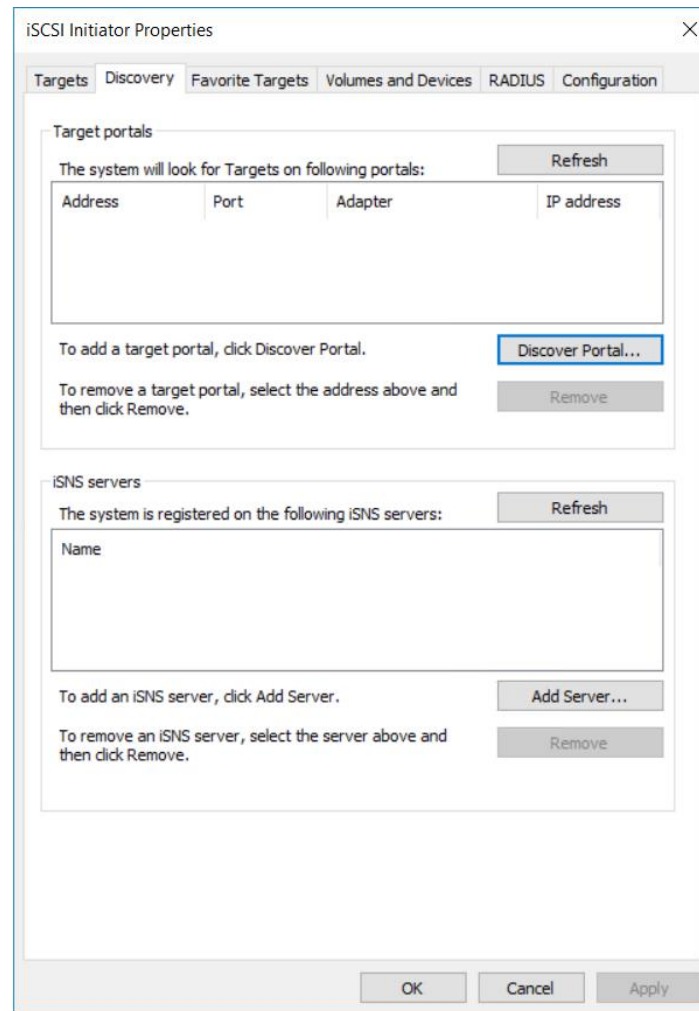 iSCSI Initiator Properties
Targets Discovery Favorite Targets Volumes and Devices RADIUS Configuration
Target portals
The system will look for Targets on following portals: Refresh
Address Port Adapter IP address
To add a target portal, click Discover Portal. Discover Portal...
To remove a target portal, select the address above and
then click Remove.
Remove
iSNS servers
The system is registered on the following iSNS servers: Refresh
Name
To add an iSNS server, click Add Server. Add Server...
To remove an iSNS server, select the server above and
then click Remove.
Remove
OK Cancel Apply